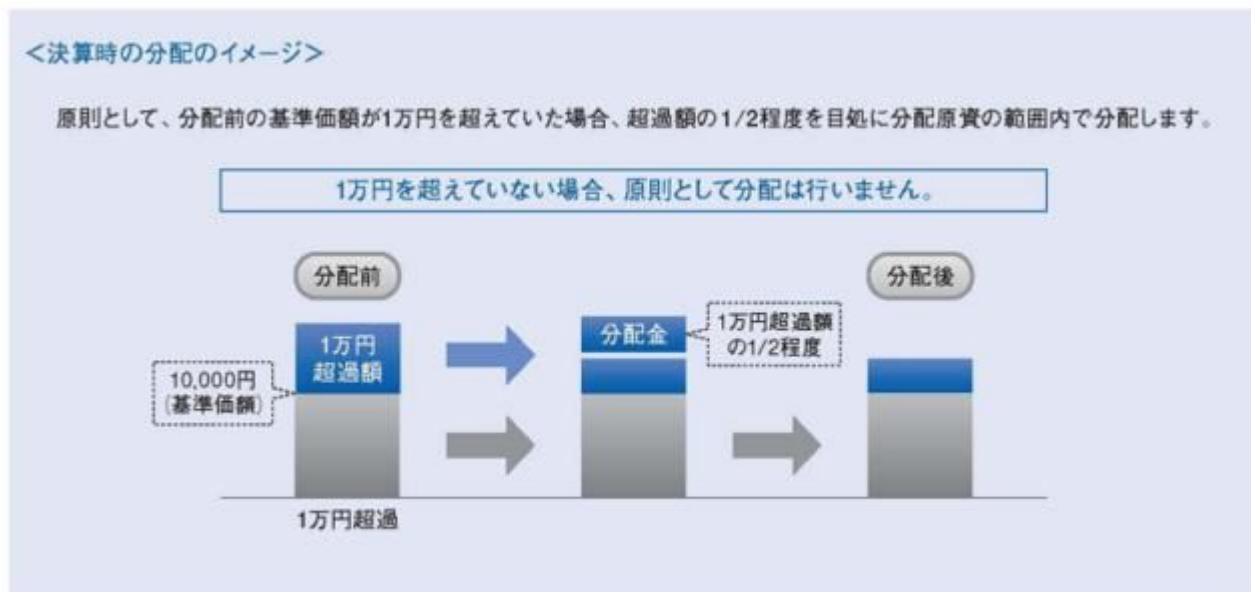 ＜決算時の分配のイメージ＞
原則として、分配前の基準価額が1万円を超えていた場合、超過額の1/2程度を目処に分配原資の範囲内で分配します。
1万円を超えていない場合、原則として分配は行いません。
分配前
分配後
1万円
超過額
分配金
1万円超過額
の1/2程度
10,000円
(基準価額)
1万円超過